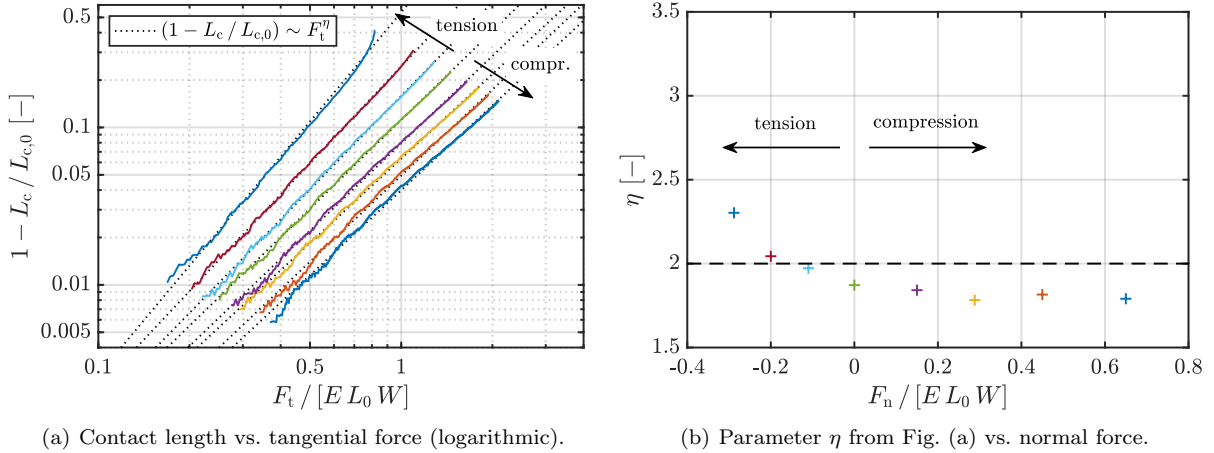 0.5
0.1
0.05
0.01
0.005
1 − L_c / L_{c,0} [−]
(1 − L_c / L_{c,0}) ∼ F_t^η
tension
compr.
0.1 0.5 1
F_t / [E L_0 W]
(a) Contact length vs. tangential force (logarithmic).
3.5
3
2.5
2
1.5
η [−]
tension compression
-0.4 -0.2 0 0.2 0.4 0.6 0.8
F_n / [E L_0 W]
(b) Parameter η from Fig. (a) vs. normal force.